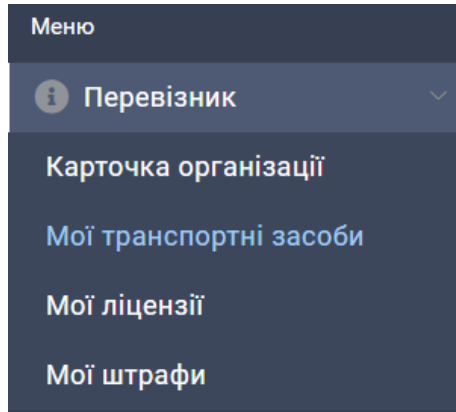 Меню
Перевізник
Карточка організації
Мої транспортні засоби
Мої ліцензії
Мої штрафи